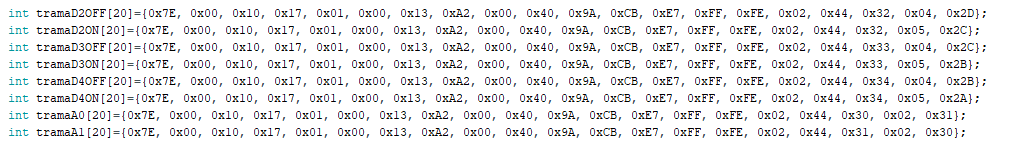 int tramaD2OFF[20]={0x7E, 0x00, 0x10, 0x17, 0x01, 0x00, 0x13, 0xA2, 0x00, 0x40, 0x9A, 0xCB, 0xE7, 0xFF, 0xFE, 0x02, 0x44, 0x32, 0x04, 0x2D};
int tramaD2ON[20]={0x7E, 0x00, 0x10, 0x17, 0x01, 0x00, 0x13, 0xA2, 0x00, 0x40, 0x9A, 0xCB, 0xE7, 0xFF, 0xFE, 0x02, 0x44, 0x32, 0x05, 0x2C};
int tramaD3OFF[20]={0x7E, 0x00, 0x10, 0x17, 0x01, 0x00, 0x13, 0xA2, 0x00, 0x40, 0x9A, 0xCB, 0xE7, 0xFF, 0xFE, 0x02, 0x44, 0x33, 0x04, 0x2C};
int tramaD3ON[20]={0x7E, 0x00, 0x10, 0x17, 0x01, 0x00, 0x13, 0xA2, 0x00, 0x40, 0x9A, 0xCB, 0xE7, 0xFF, 0xFE, 0x02, 0x44, 0x33, 0x05, 0x2B};
int tramaD4OFF[20]={0x7E, 0x00, 0x10, 0x17, 0x01, 0x00, 0x13, 0xA2, 0x00, 0x40, 0x9A, 0xCB, 0xE7, 0xFF, 0xFE, 0x02, 0x44, 0x34, 0x04, 0x2B};
int tramaD4ON[20]={0x7E, 0x00, 0x10, 0x17, 0x01, 0x00, 0x13, 0xA2, 0x00, 0x40, 0x9A, 0xCB, 0xE7, 0xFF, 0xFE, 0x02, 0x44, 0x34, 0x05, 0x2A};
int tramaA0[20]={0x7E, 0x00, 0x10, 0x17, 0x01, 0x00, 0x13, 0xA2, 0x00, 0x40, 0x9A, 0xCB, 0xE7, 0xFF, 0xFE, 0x02, 0x44, 0x30, 0x02, 0x31};
int tramaA1[20]={0x7E, 0x00, 0x10, 0x17, 0x01, 0x00, 0x13, 0xA2, 0x00, 0x40, 0x9A, 0xCB, 0xE7, 0xFF, 0xFE, 0x02, 0x44, 0x31, 0x02, 0x30};